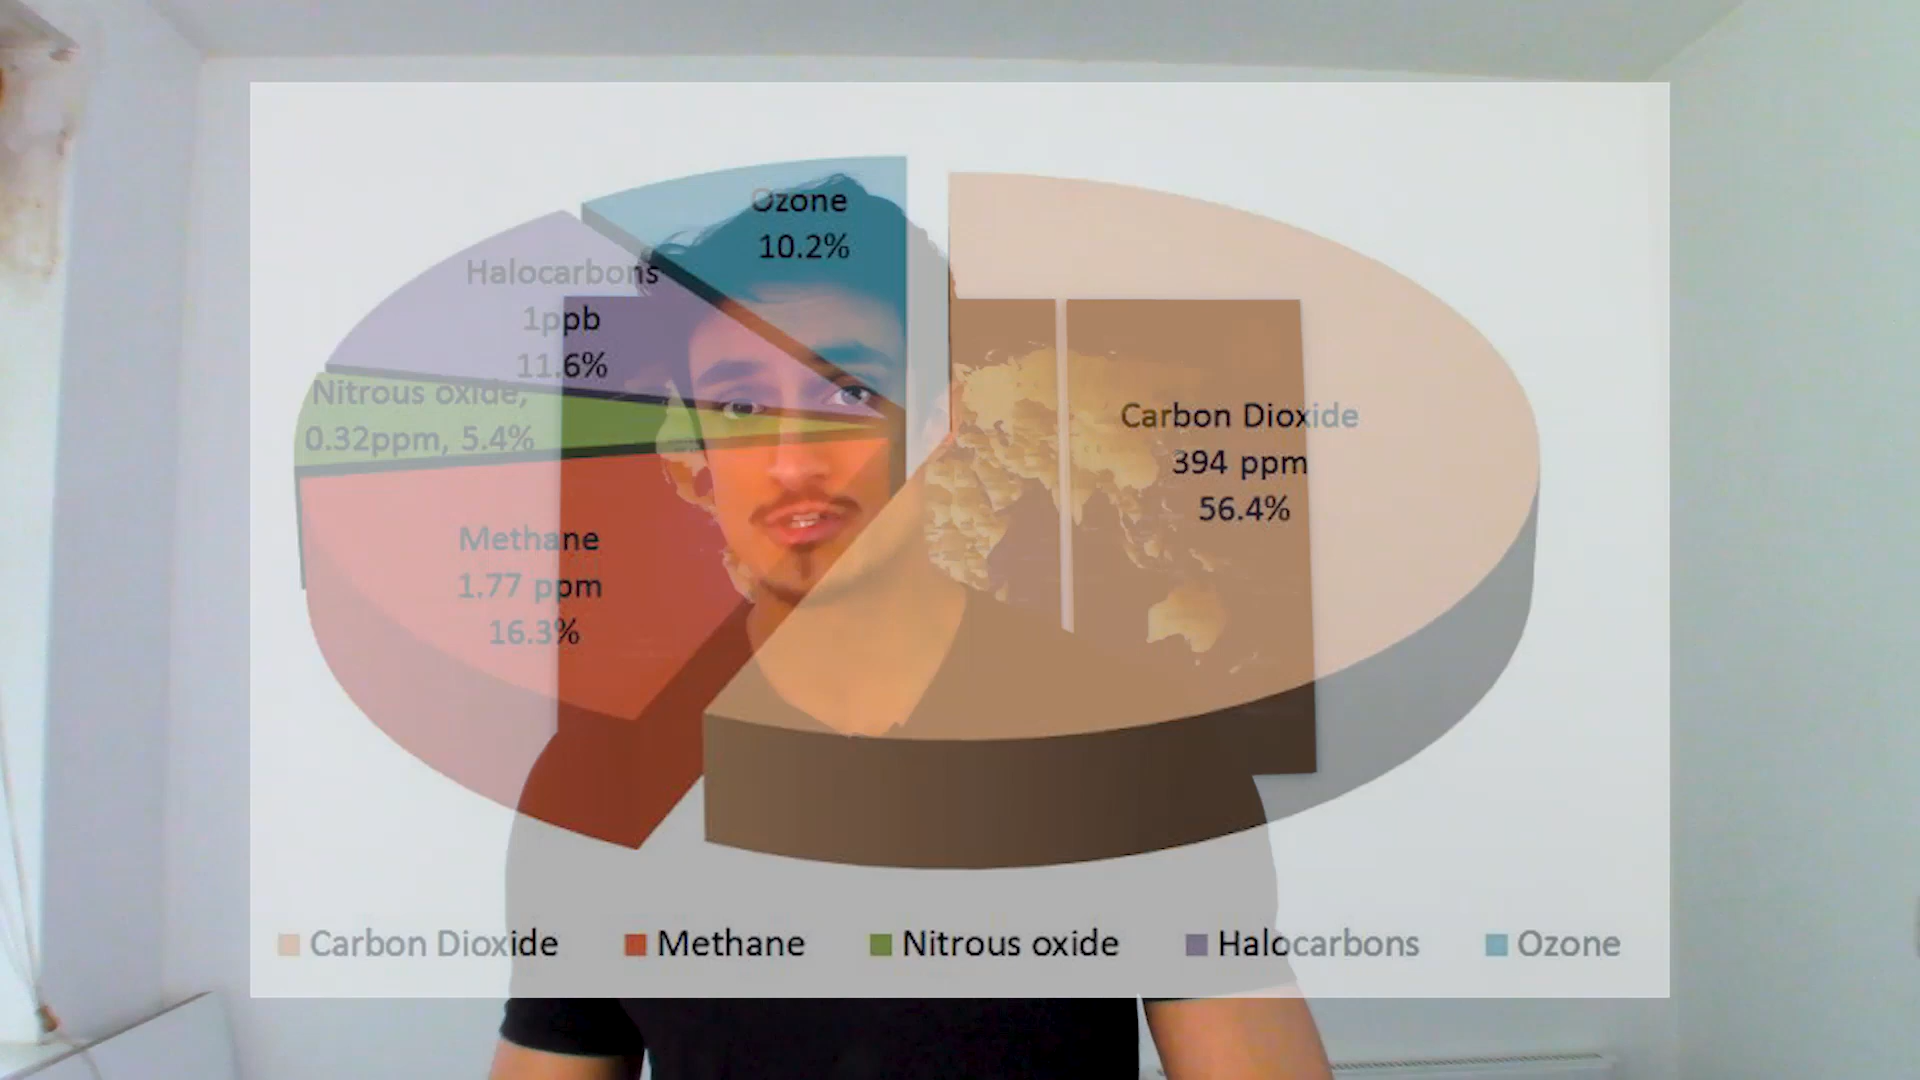 Ozone
10.2%
Halocarbons
1ppb
11.6%
Nitrous oxide,
0.32ppm, 5.4%
Carbon Dioxide
394 ppm
56.4%
Methane
1.77 ppm
16.3%
Carbon Dioxide Methane Nitrous oxide Halocarbons Ozone